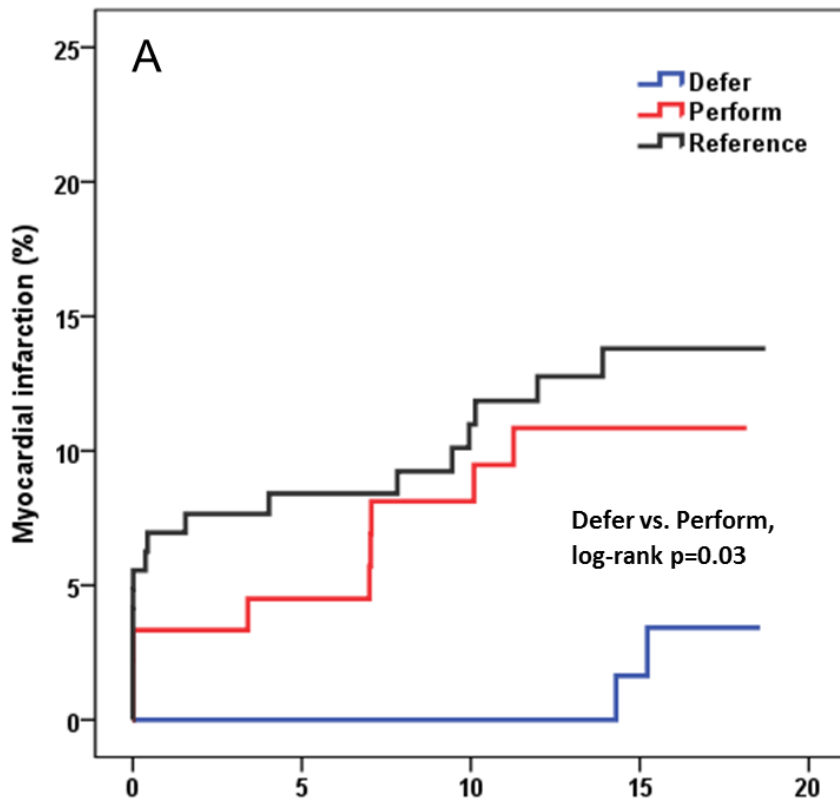 A
Defer
Perform
Reference
Myocardial infarction (%)
25
20
15
10
5
0
Defer vs. Perform,
log-rank p=0.03
0 5 10 15 20